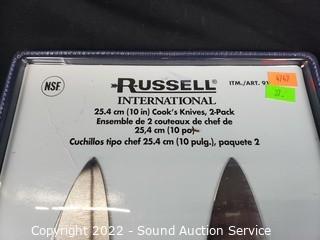 NSF
RUSSELL
INTERNATIONAL
ITM./ART. 91
25.4 cm (10 in) Cook's Knives, 2-Pack
Ensemble de 2 couteaux de chef de
25,4 cm (10 po)
Cuchillos tipo chef 25.4 cm (10 pulg.), paquete 2
Copyright 2022 - Sound Auction Service